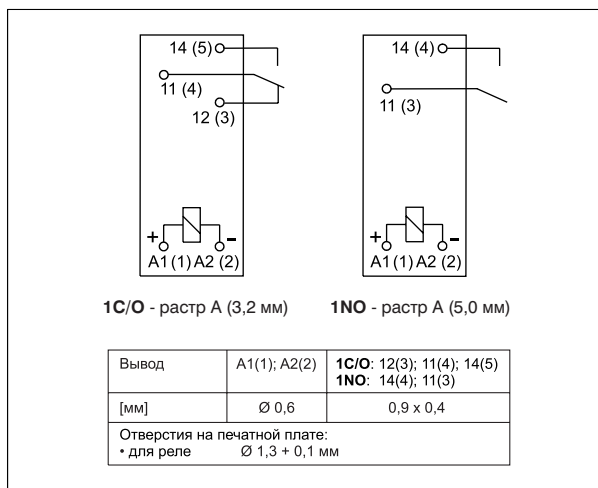 14 (5)
11 (4)
12 (3)
+ -
A1 (1) A2 (2)
1C/O - растр A (3,2 мм)
14 (4)
11 (3)
+ -
A1 (1) A2 (2)
1NO - растр A (5,0 мм)
Вывод A1(1); A2(2) 1C/O: 12(3); 11(4); 14(5)
1NO: 14(4); 11(3)
[мм] Ø 0,6 0,9 x 0,4
Отверстия на печатной плате:
• для реле Ø 1,3 + 0,1 мм